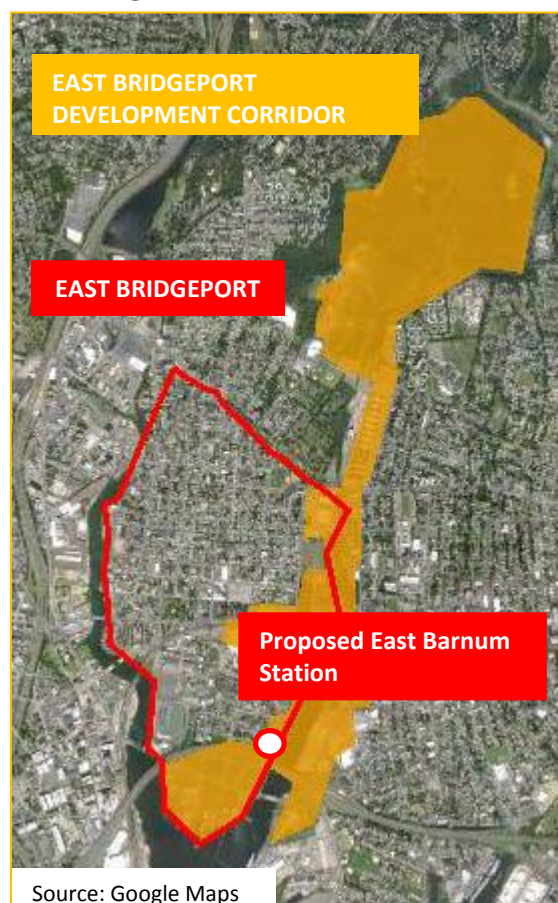 EAST BRIDGEPORT
DEVELOPMENT CORRIDOR
EAST BRIDGEPORT
Proposed East Barnum
Station
Source: Google Maps